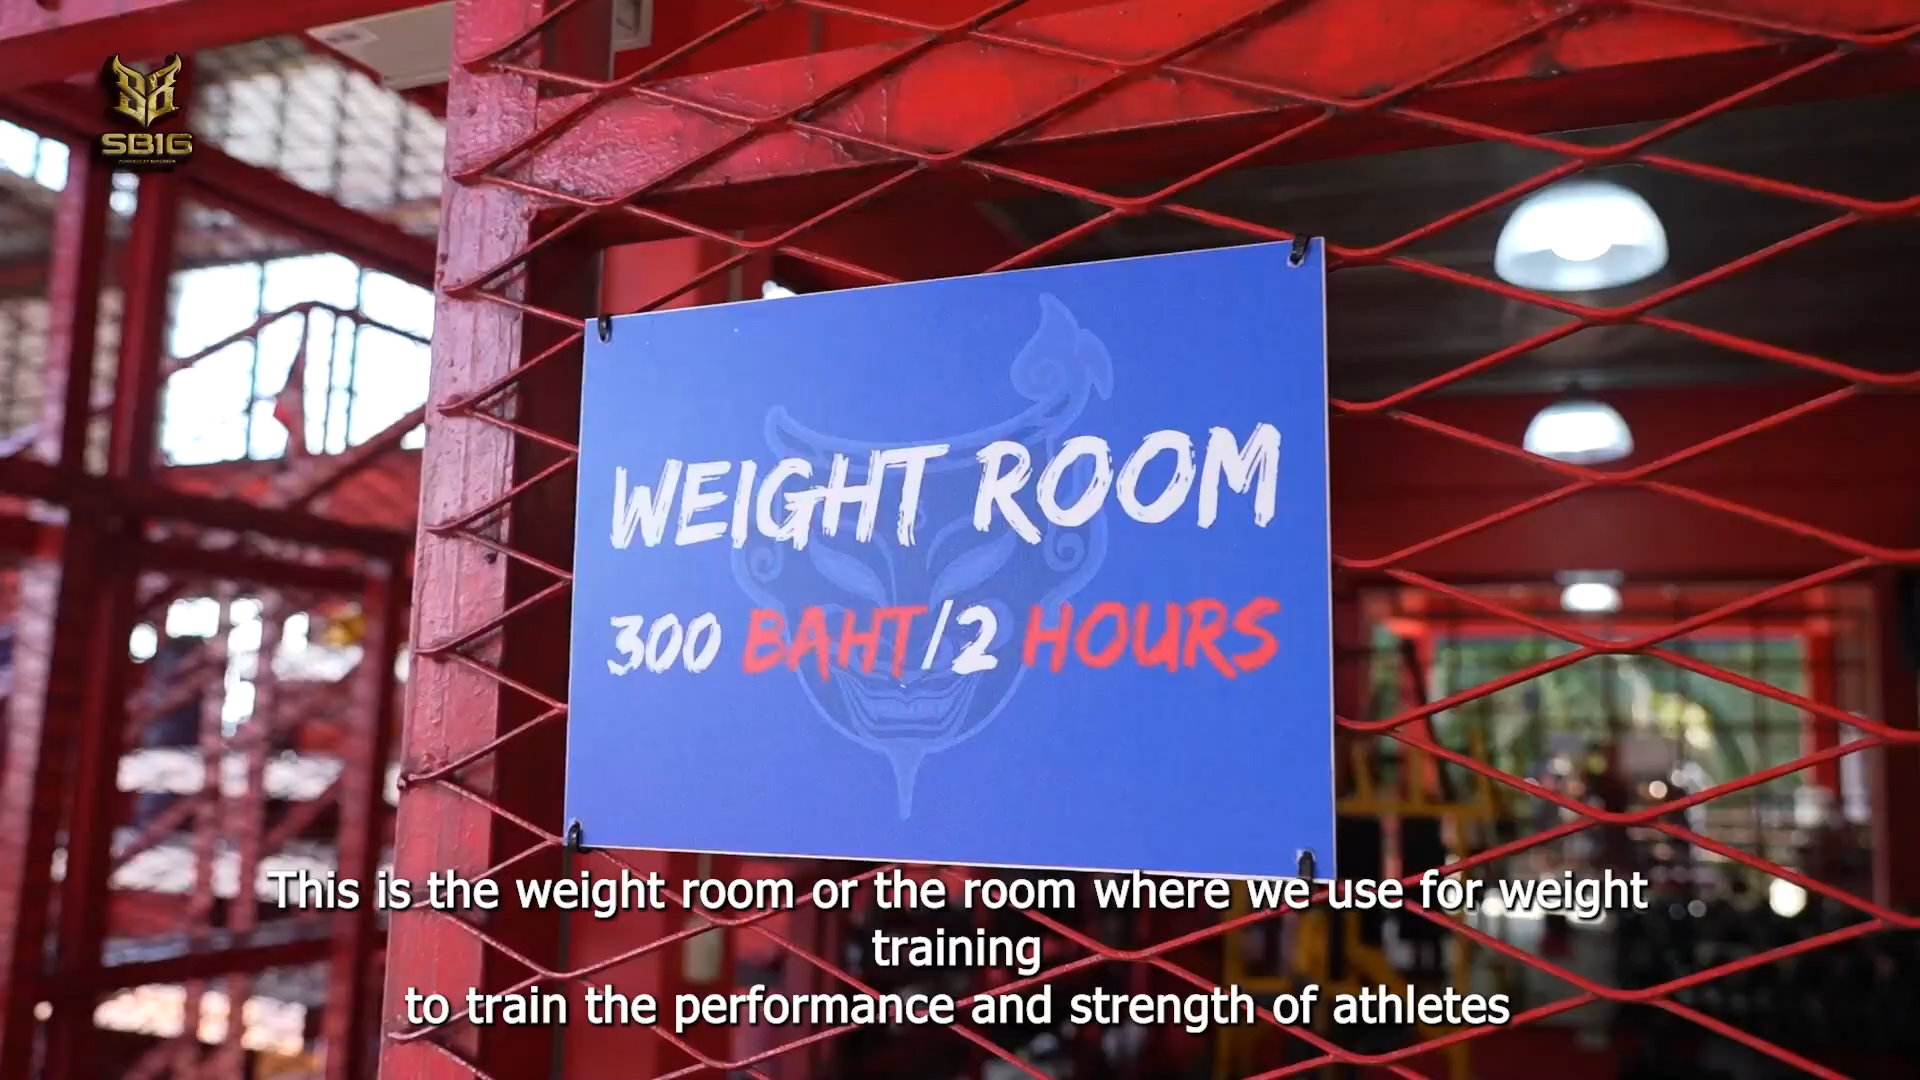 SB16
WEIGHT ROOM
300 BAHT/2 HOURS
This is the weight room or the room where we use for weight
training
to train the performance and strength of athletes